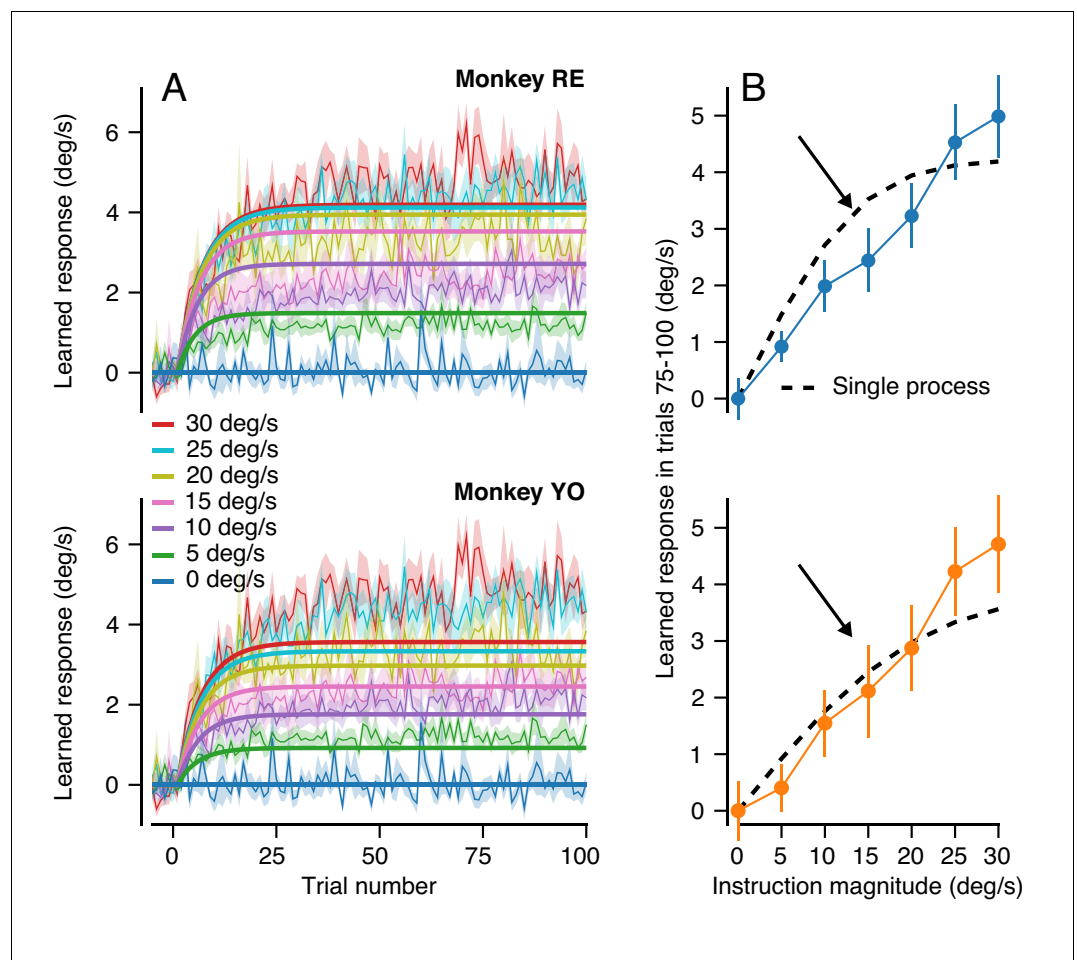 A
Monkey RE
Learned response (deg/s)
6
4
2
0
30 deg/s
25 deg/s
20 deg/s
15 deg/s
10 deg/s
5 deg/s
0 deg/s
Monkey YO
Learned response (deg/s)
6
4
2
0
0 25 50 75 100
Trial number
B
Learned response in trials 75-100 (deg/s)
5
4
3
2
1
0
Single process
5
4
3
2
1
0
0 5 10 15 20 25 30
Instruction magnitude (deg/s)